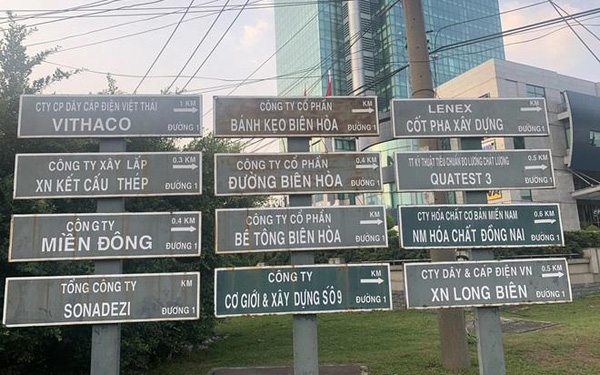 CTY CP DÂY CÁP ĐIỆN VIỆT THÁI 1 KM
VITHACO ĐƯỜNG 1
CÔNG TY XÂY LẮP 0.3 KM
XN KẾT CẤU THÉP ĐƯỜNG 1
CÔNG TY 0.4 KM
MIỀN ĐÔNG ĐƯỜNG 1
TỔNG CÔNG TY
SONADEZI ĐƯỜNG 1
CÔNG TY CỔ PHẦN KM
BÁNH KẸO BIÊN HÒA ĐƯỜNG 1
CÔNG TY CỔ PHẦN 0.4 KM
ĐƯỜNG BIÊN HÒA ĐƯỜNG 1
CÔNG TY CỔ PHẦN KM
BÊ TÔNG BIÊN HÒA ĐƯỜNG 1
CÔNG TY KM
CƠ GIỚI & XÂY DỰNG SỐ 9 ĐƯỜNG 1
LENEX KM
CỐT PHA XÂY DỰNG ĐƯỜNG 1
TT KỸ THUẬT TIÊU CHUẨN ĐO LƯỜNG CHẤT LƯỢNG 0.5 KM
QUATEST 3 ĐƯỜNG 1
CTY HÓA CHẤT CƠ BẢN MIỀN NAM 0.6 KM
NM HÓA CHẤT ĐỒNG NAI ĐƯỜNG 1
CTY DÂY & CÁP ĐIỆN VN 0.5 KM
XN LONG BIÊN ĐƯỜNG 1